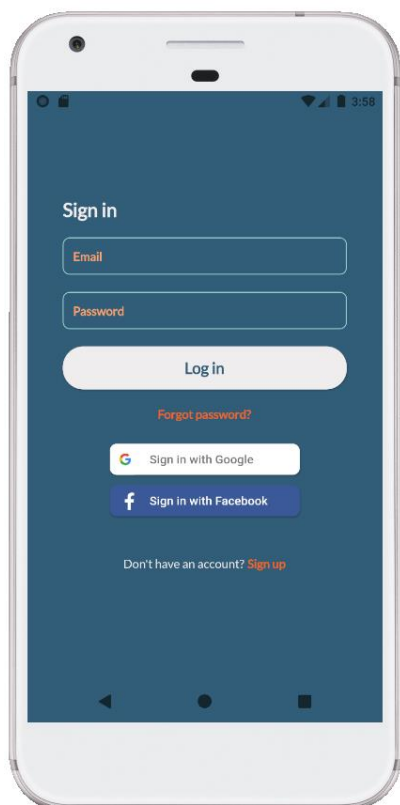 3:58
Sign in
Email
Password
Log in
Forgot password?
Sign in with Google
Sign in with Facebook
Don't have an account? Sign up